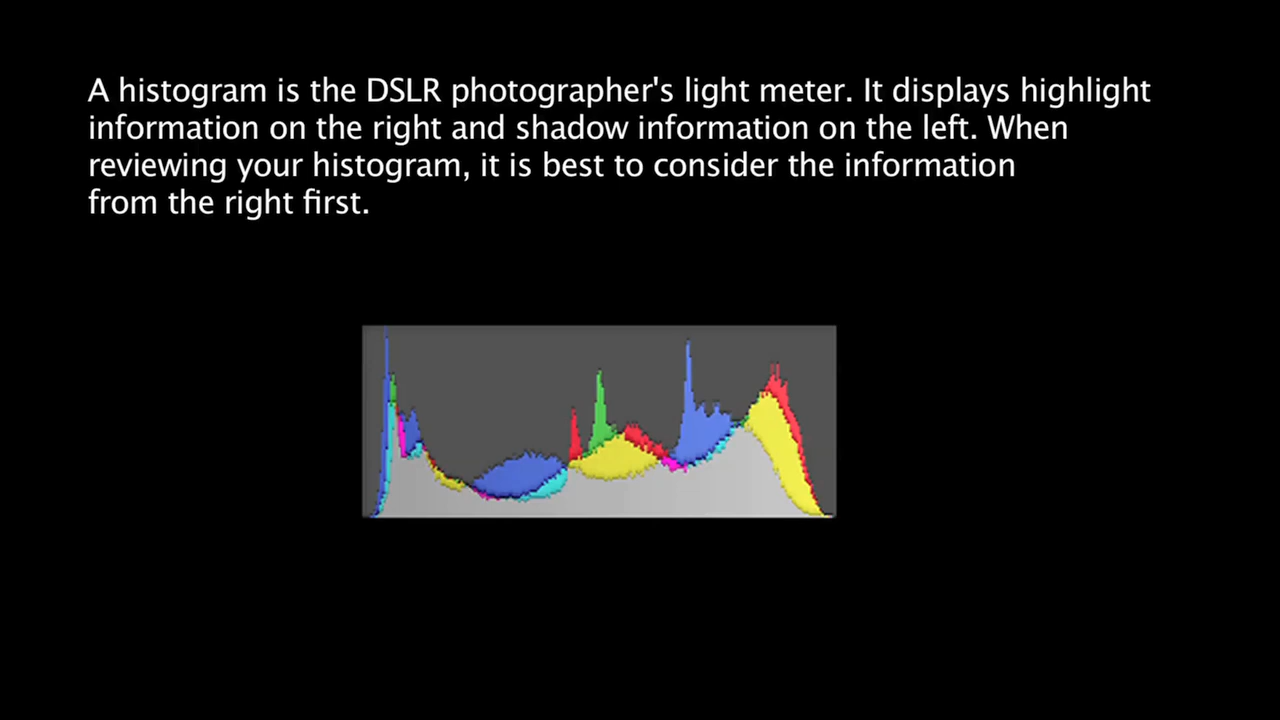 A histogram is the DSLR photographer's light meter. It displays highlight
information on the right and shadow information on the left. When
reviewing your histogram, it is best to consider the information
from the right first.